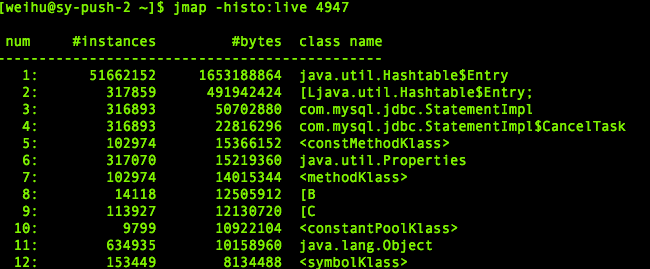 [weihu@sy-push-2 ~]$ jmap -histo:live 4947
num #instances #bytes class name
----------------------------------------------
1: 51662152 1653188864 java.util.Hashtable$Entry
2: 317859 491942424 [Ljava.util.Hashtable$Entry;
3: 316893 50702880 com.mysql.jdbc.StatementImpl
4: 316893 22816296 com.mysql.jdbc.StatementImpl$CancelTask
5: 102974 15366152 <constMethodKlass>
6: 317070 15219360 java.util.Properties
7: 102974 14015344 <methodKlass>
8: 14118 12505912 [B
9: 113927 12130720 [C
10: 9799 10922104 <constantPoolKlass>
11: 634935 10158960 java.lang.Object
12: 153449 8134488 <symbolKlass>